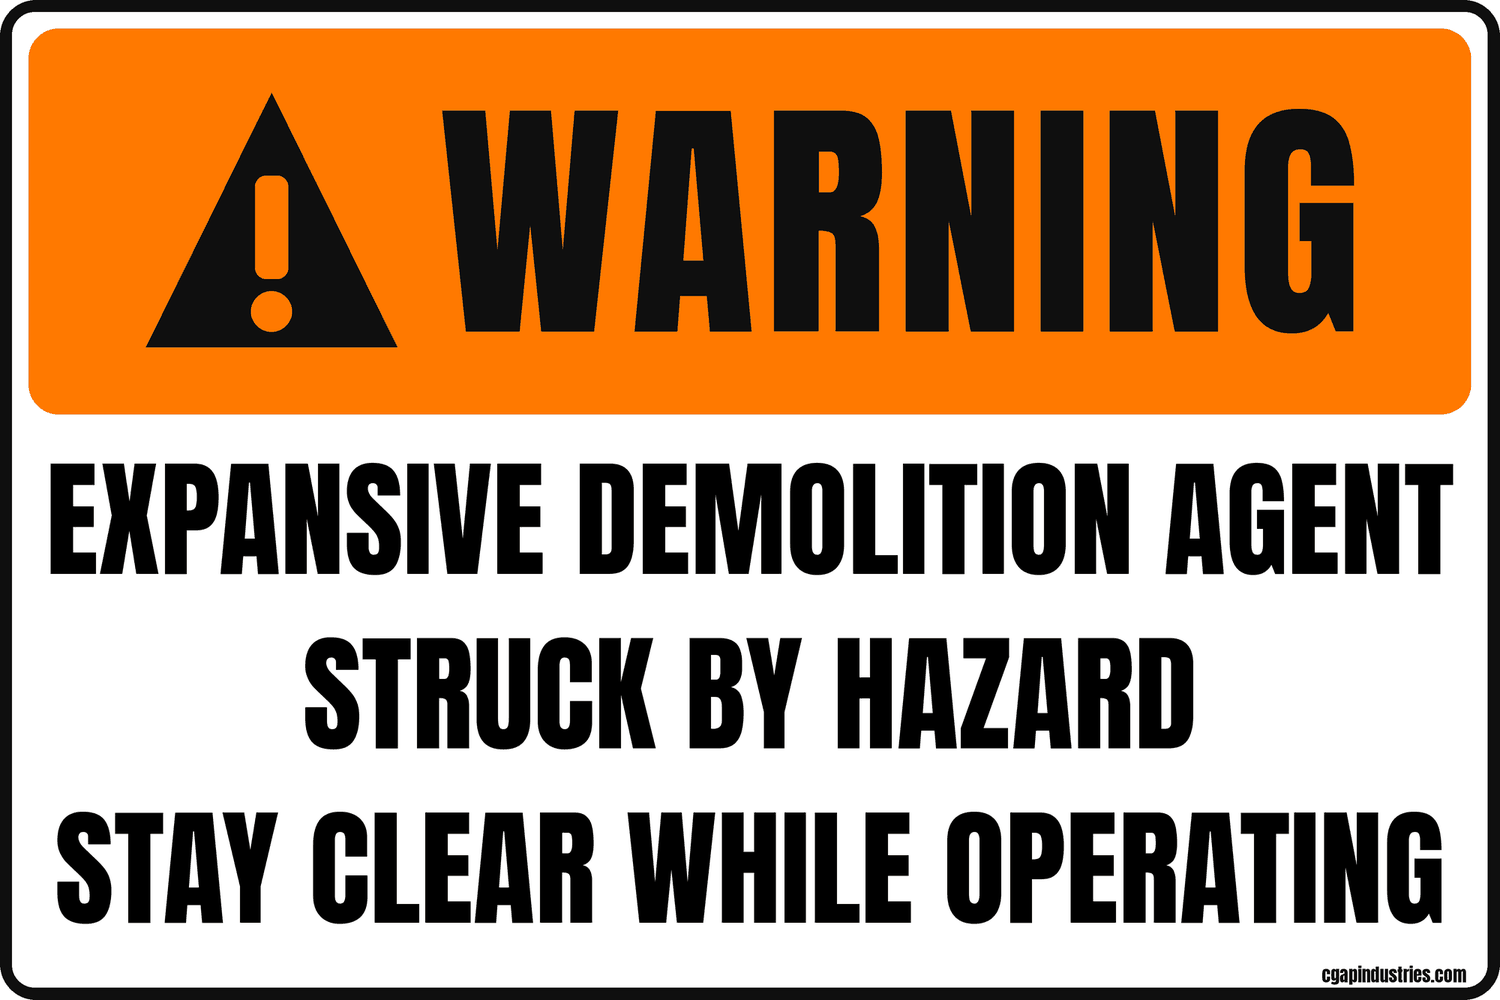 WARNING
EXPANSIVE DEMOLITION AGENT
STRUCK BY HAZARD
STAY CLEAR WHILE OPERATING
cgapindustries.com